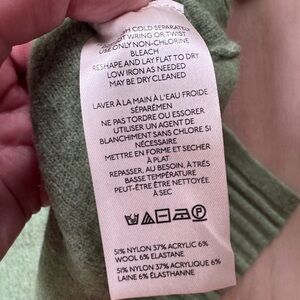 COLD SEPARATELY
NOT WRING OR TWIST
USE ONLY NON-CHLORINE
BLEACH
RESHAPE AND LAY FLAT TO DRY
LOW IRON AS NEEDED
MAY BE DRY CLEANED
LAVER À LA MAIN À L'EAU FROIDE
SÉPARÉMEN
NE PAS TORDRE OU ESSORER
UTILISER UN AGENT DE
BLANCHIMENT SANS CHLORE SI
NÉCESSAIRE
METTRE EN FORME ET SÉCHER
À PLAT
REPASSER, AU BESOIN, À TRÈS
BASSE TEMPÉRATURE
PEUT-ÊTRE ÊTRE NETTOYÉE
À SEC
P
51% NYLON 37% ACRYLIC 6%
WOOL 6% ELASTANE
51% NYLON 37% ACRYLIQUE 6%
LAINE 6% ÉLASTHANNE